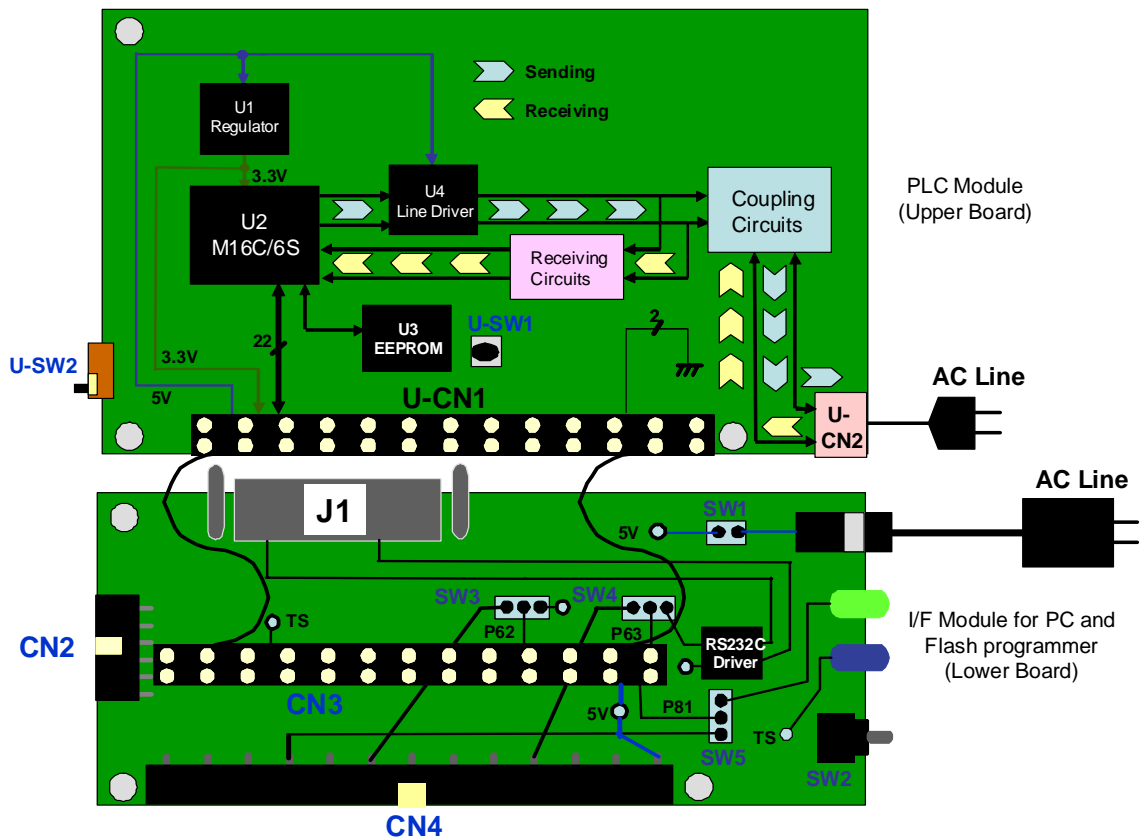 U1
Regulator
Sending
Receiving
3.3V
U2
M16C/6S
U4
Line Driver
Coupling
Circuits
PLC Module
(Upper Board)
Receiving
Circuits
U3
EEPROM
U-SW1
2
22
U-SW2
3.3V
5V
U-CN1
U-
CN2
AC Line
AC Line
J1
SW1
5V
SW3
SW4
TS
P62
P63
RS232C
Driver
I/F Module for PC and
Flash programmer
(Lower Board)
CN2
CN3
5V
P81
TS
SW5
SW2
CN4